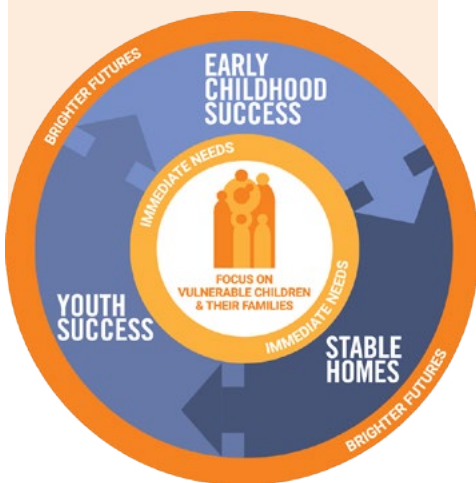 BRIGHTER FUTURES
EARLY
CHILDHOOD
SUCCESS
IMMEDIATE NEEDS
FOCUS ON
VULNERABLE CHILDREN
& THEIR FAMILIES
YOUTH
SUCCESS
IMMEDIATE NEEDS
STABLE
HOMES
BRIGHTER FUTURES